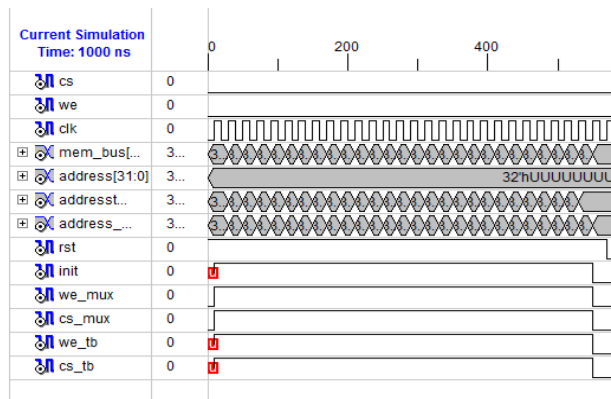 Current Simulation
Time: 1000 ns
0 200 400
cs 0
we 0
clk 0
mem_bus[... 3...
address[31:0] 3... 32'hUUUUUUUU
addresst... 3...
address_... 3...
rst 0
init 0 U
we_mux 0
cs_mux 0
we_tb 0 U
cs_tb 0 U